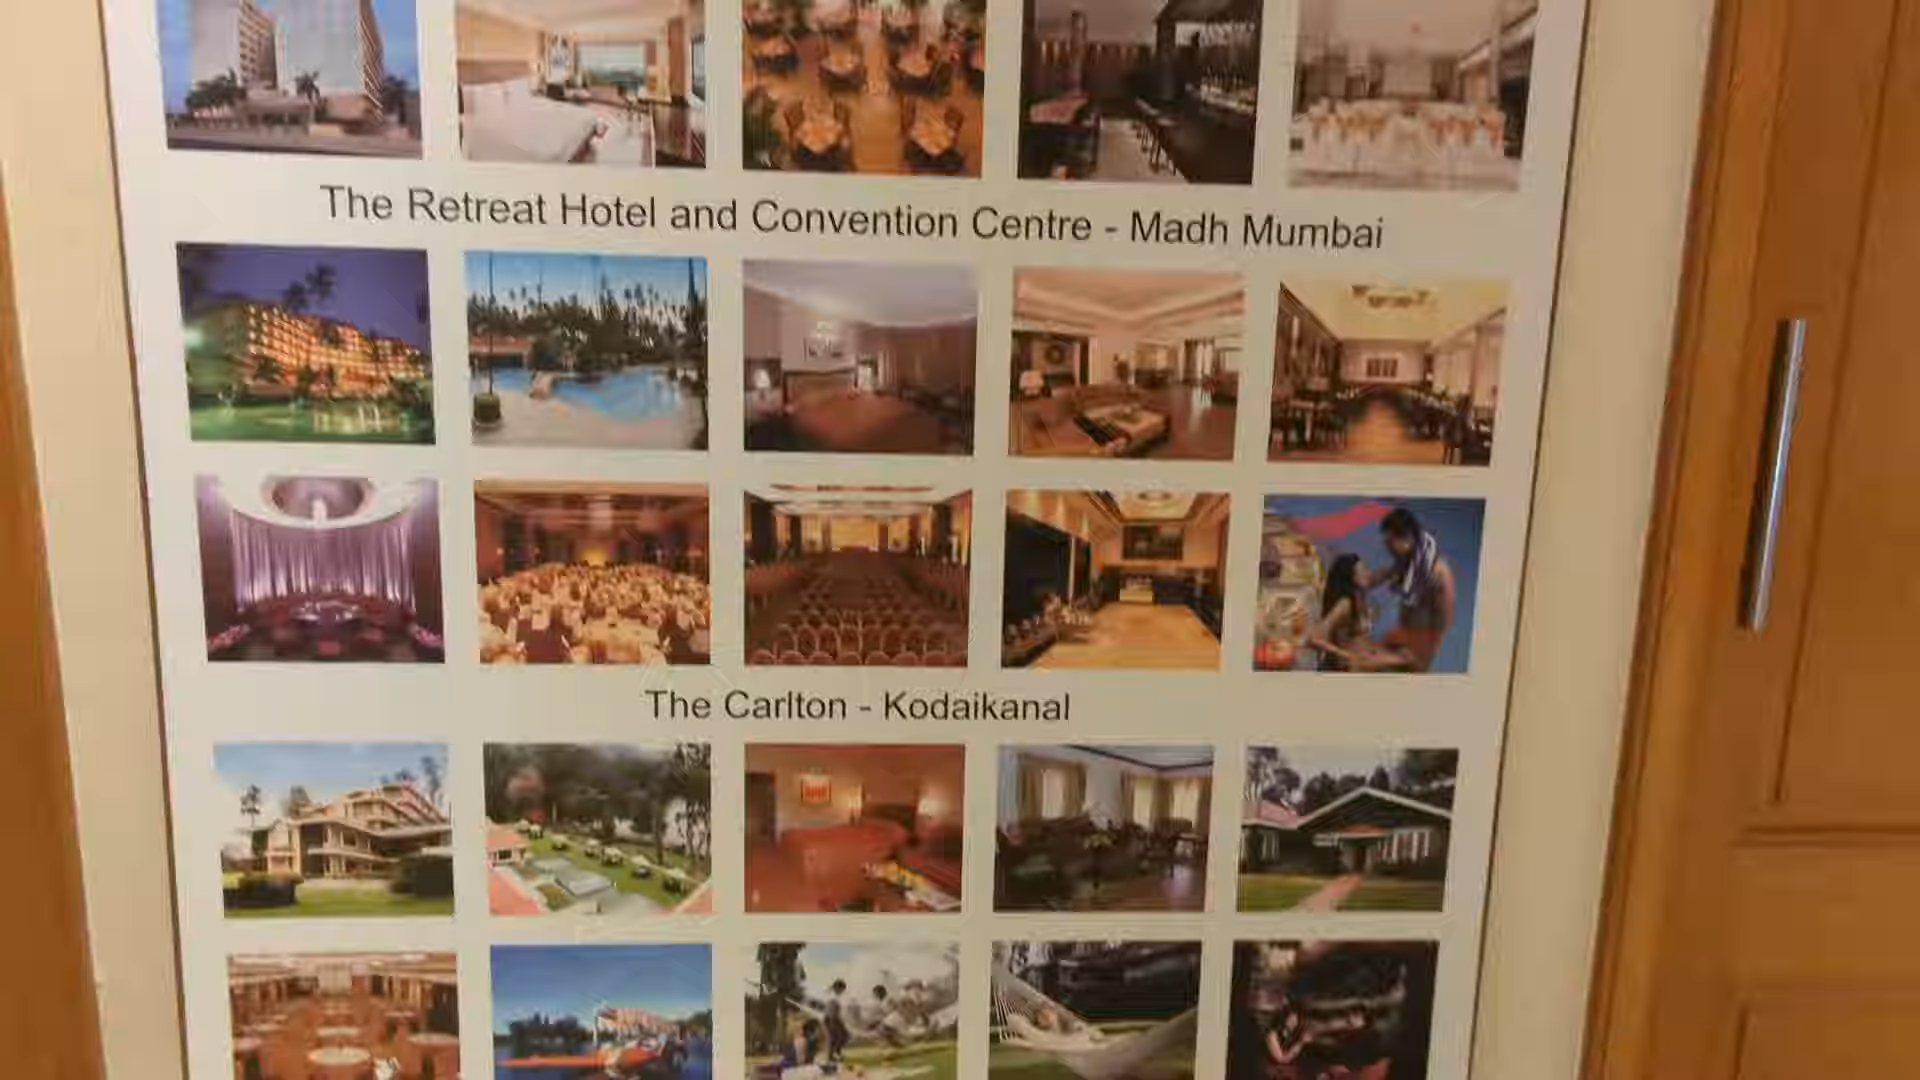 The Retreat Hotel and Convention Centre - Madh Mumbai
The Carlton - Kodaikanal